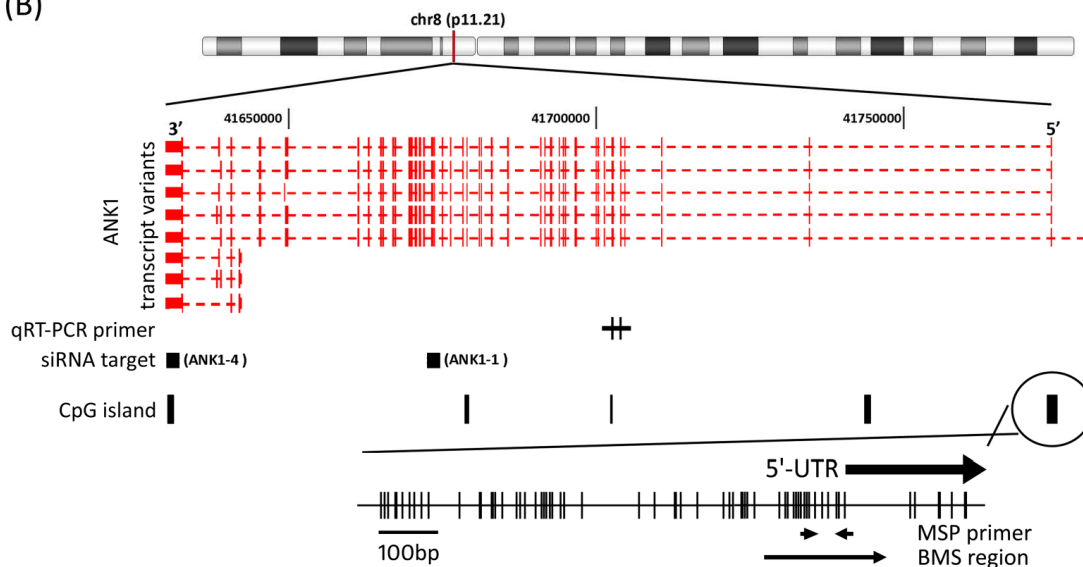 (B)
chr8 (p11.21)
3' 41650000 41700000 41750000 5'
ANK1
transcript variants
qRT-PCR primer
siRNA target (ANK1-4) (ANK1-1)
CpG island
5'-UTR
100bp
MSP primer
BMS region